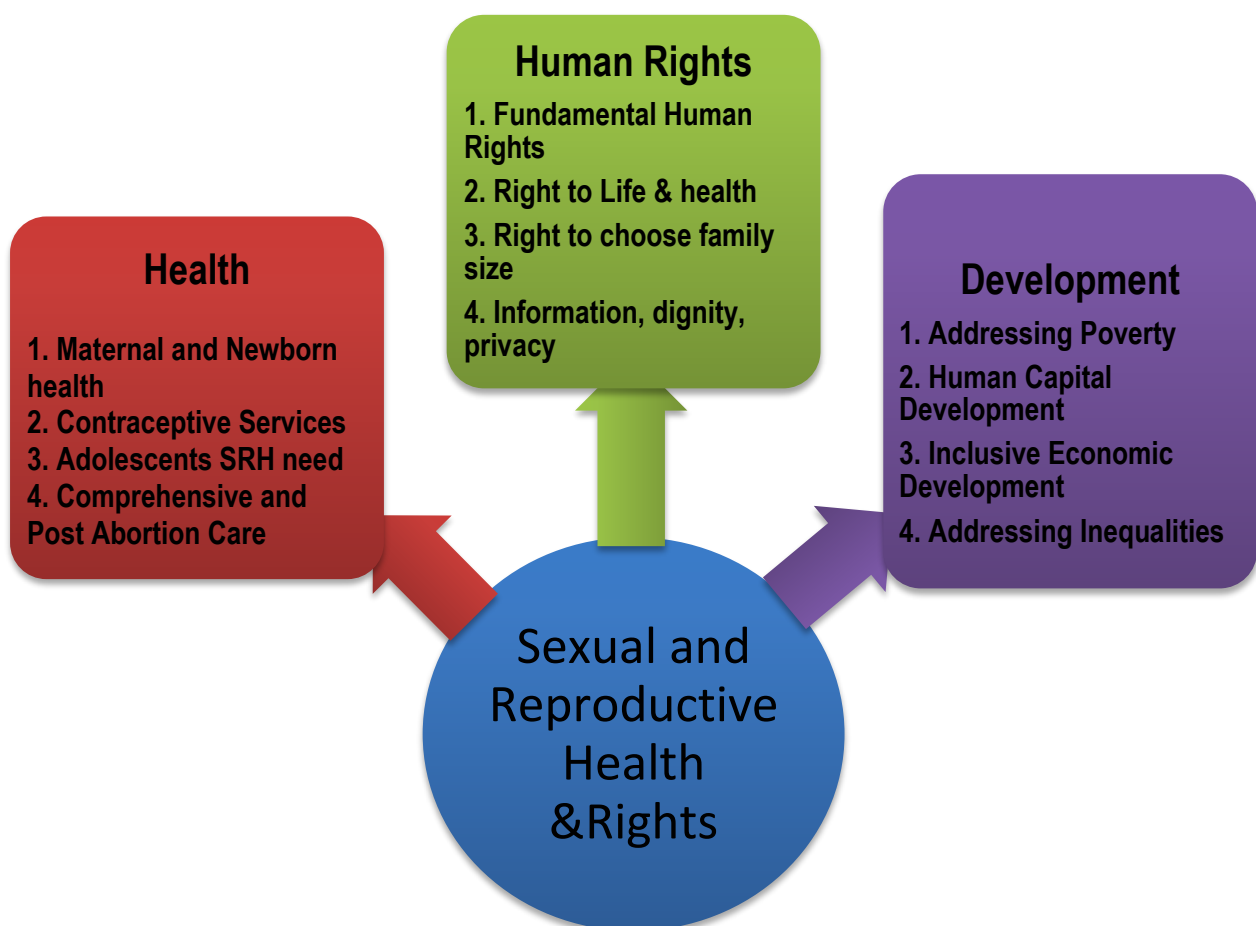 Human Rights
1. Fundamental Human
Rights
2. Right to Life & health
3. Right to choose family
size
4. Information, dignity,
privacy
Health
1. Maternal and Newborn
health
2. Contraceptive Services
3. Adolescents SRH need
4. Comprehensive and
Post Abortion Care
Development
1. Addressing Poverty
2. Human Capital
Development
3. Inclusive Economic
Development
4. Addressing Inequalities
Sexual and
Reproductive
Health
&Rights